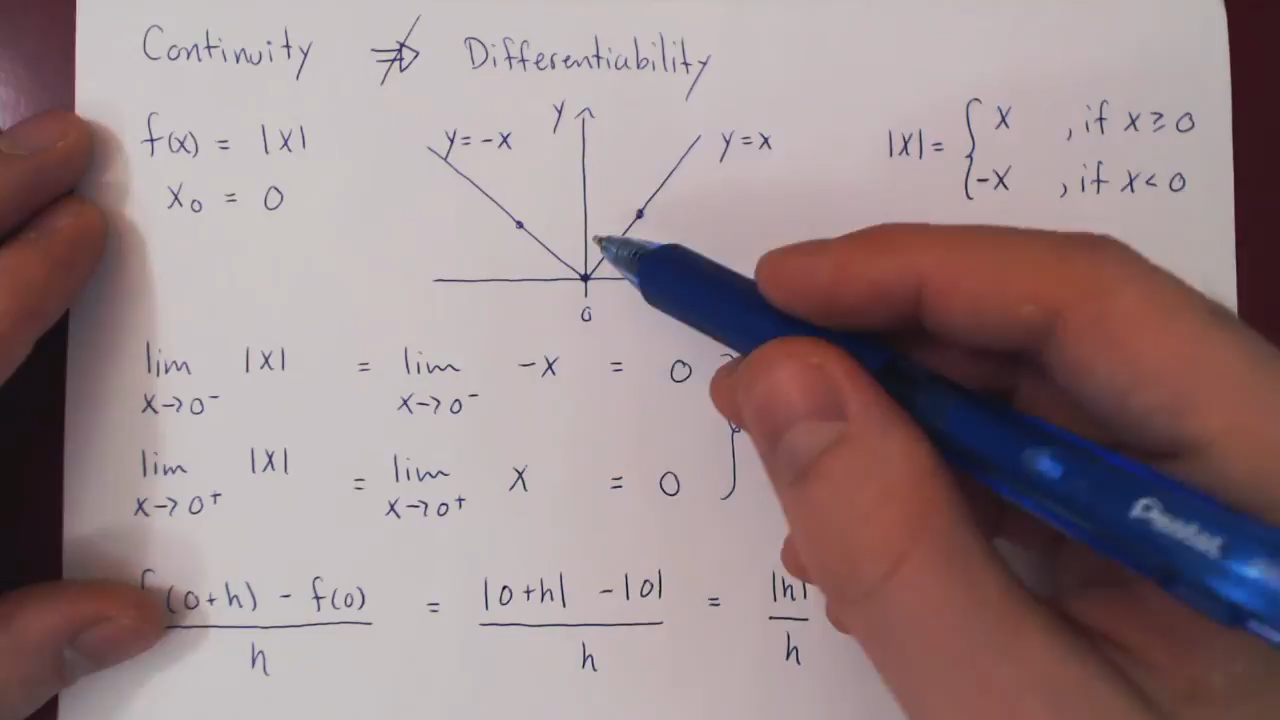 Continuity ⇏ Differentiability
f(x) = |x|
x₀ = 0
y
y=-x
y=x
0
|x| = { x , if x ≥ 0
-x , if x < 0
lim x→0⁻ |x| = lim x→0⁻ -x = 0
lim x→0⁺ |x| = lim x→0⁺ x = 0
f(0+h) - f(0) / h = |0+h| - |0| / h = |h| / h
Pentel